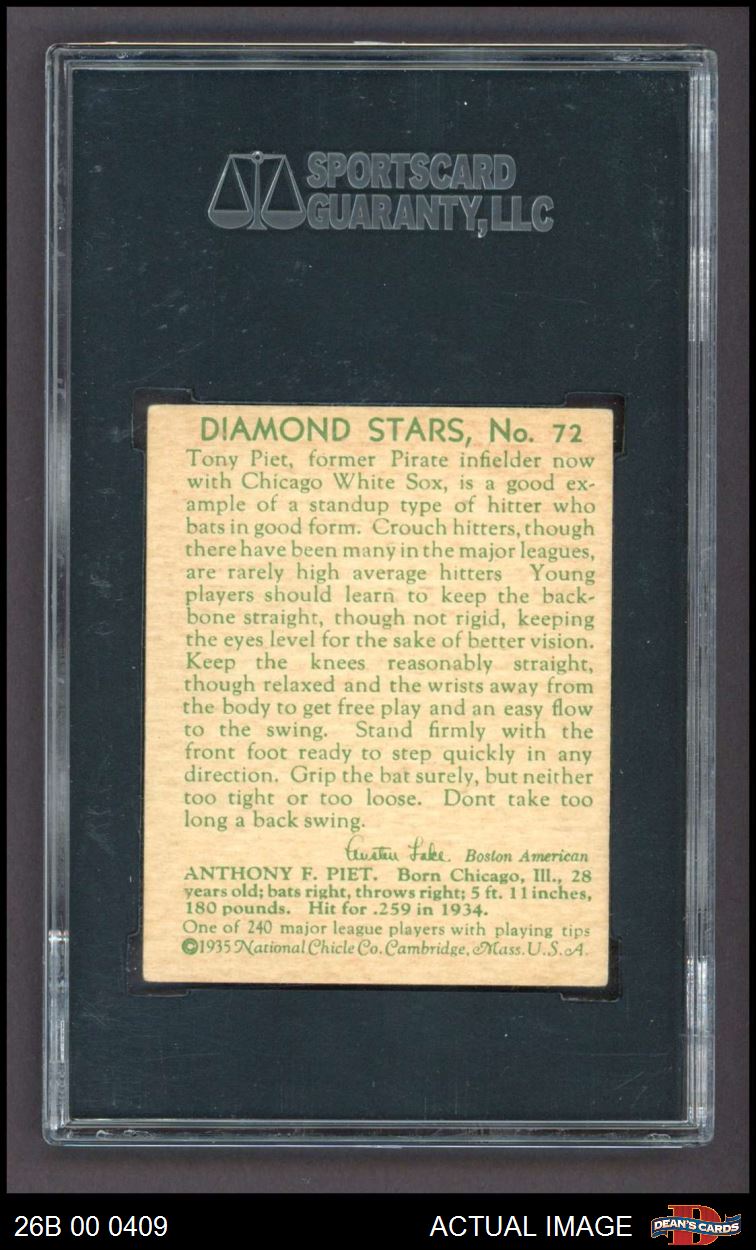 SPORTSCARD
GUARANTY, LLC
DIAMOND STARS, No. 72
Tony Piet, former Pirate infielder now
with Chicago White Sox, is a good ex-
ample of a standup type of hitter who
bats in good form. Crouch hitters, though
there have been many in the major leagues,
are rarely high average hitters Young
players should learn to keep the back-
bone straight, though not rigid, keeping
the eyes level for the sake of better vision.
Keep the knees reasonably straight,
though relaxed and the wrists away from
the body to get free play and an easy flow
to the swing. Stand firmly with the
front foot ready to step quickly in any
direction. Grip the bat surely, but neither
too tight or too loose. Dont take too
long a back swing.
Austen Lake. Boston American
ANTHONY F. PIET. Born Chicago, Ill., 28
years old; bats right, throws right; 5 ft. 11 inches,
180 pounds. Hit for .259 in 1934.
One of 240 major league players with playing tips
©1935 National Chicle Co. Cambridge, Mass. U.S.A.
26B 00 0409
ACTUAL IMAGE
DEAN'S CARDS